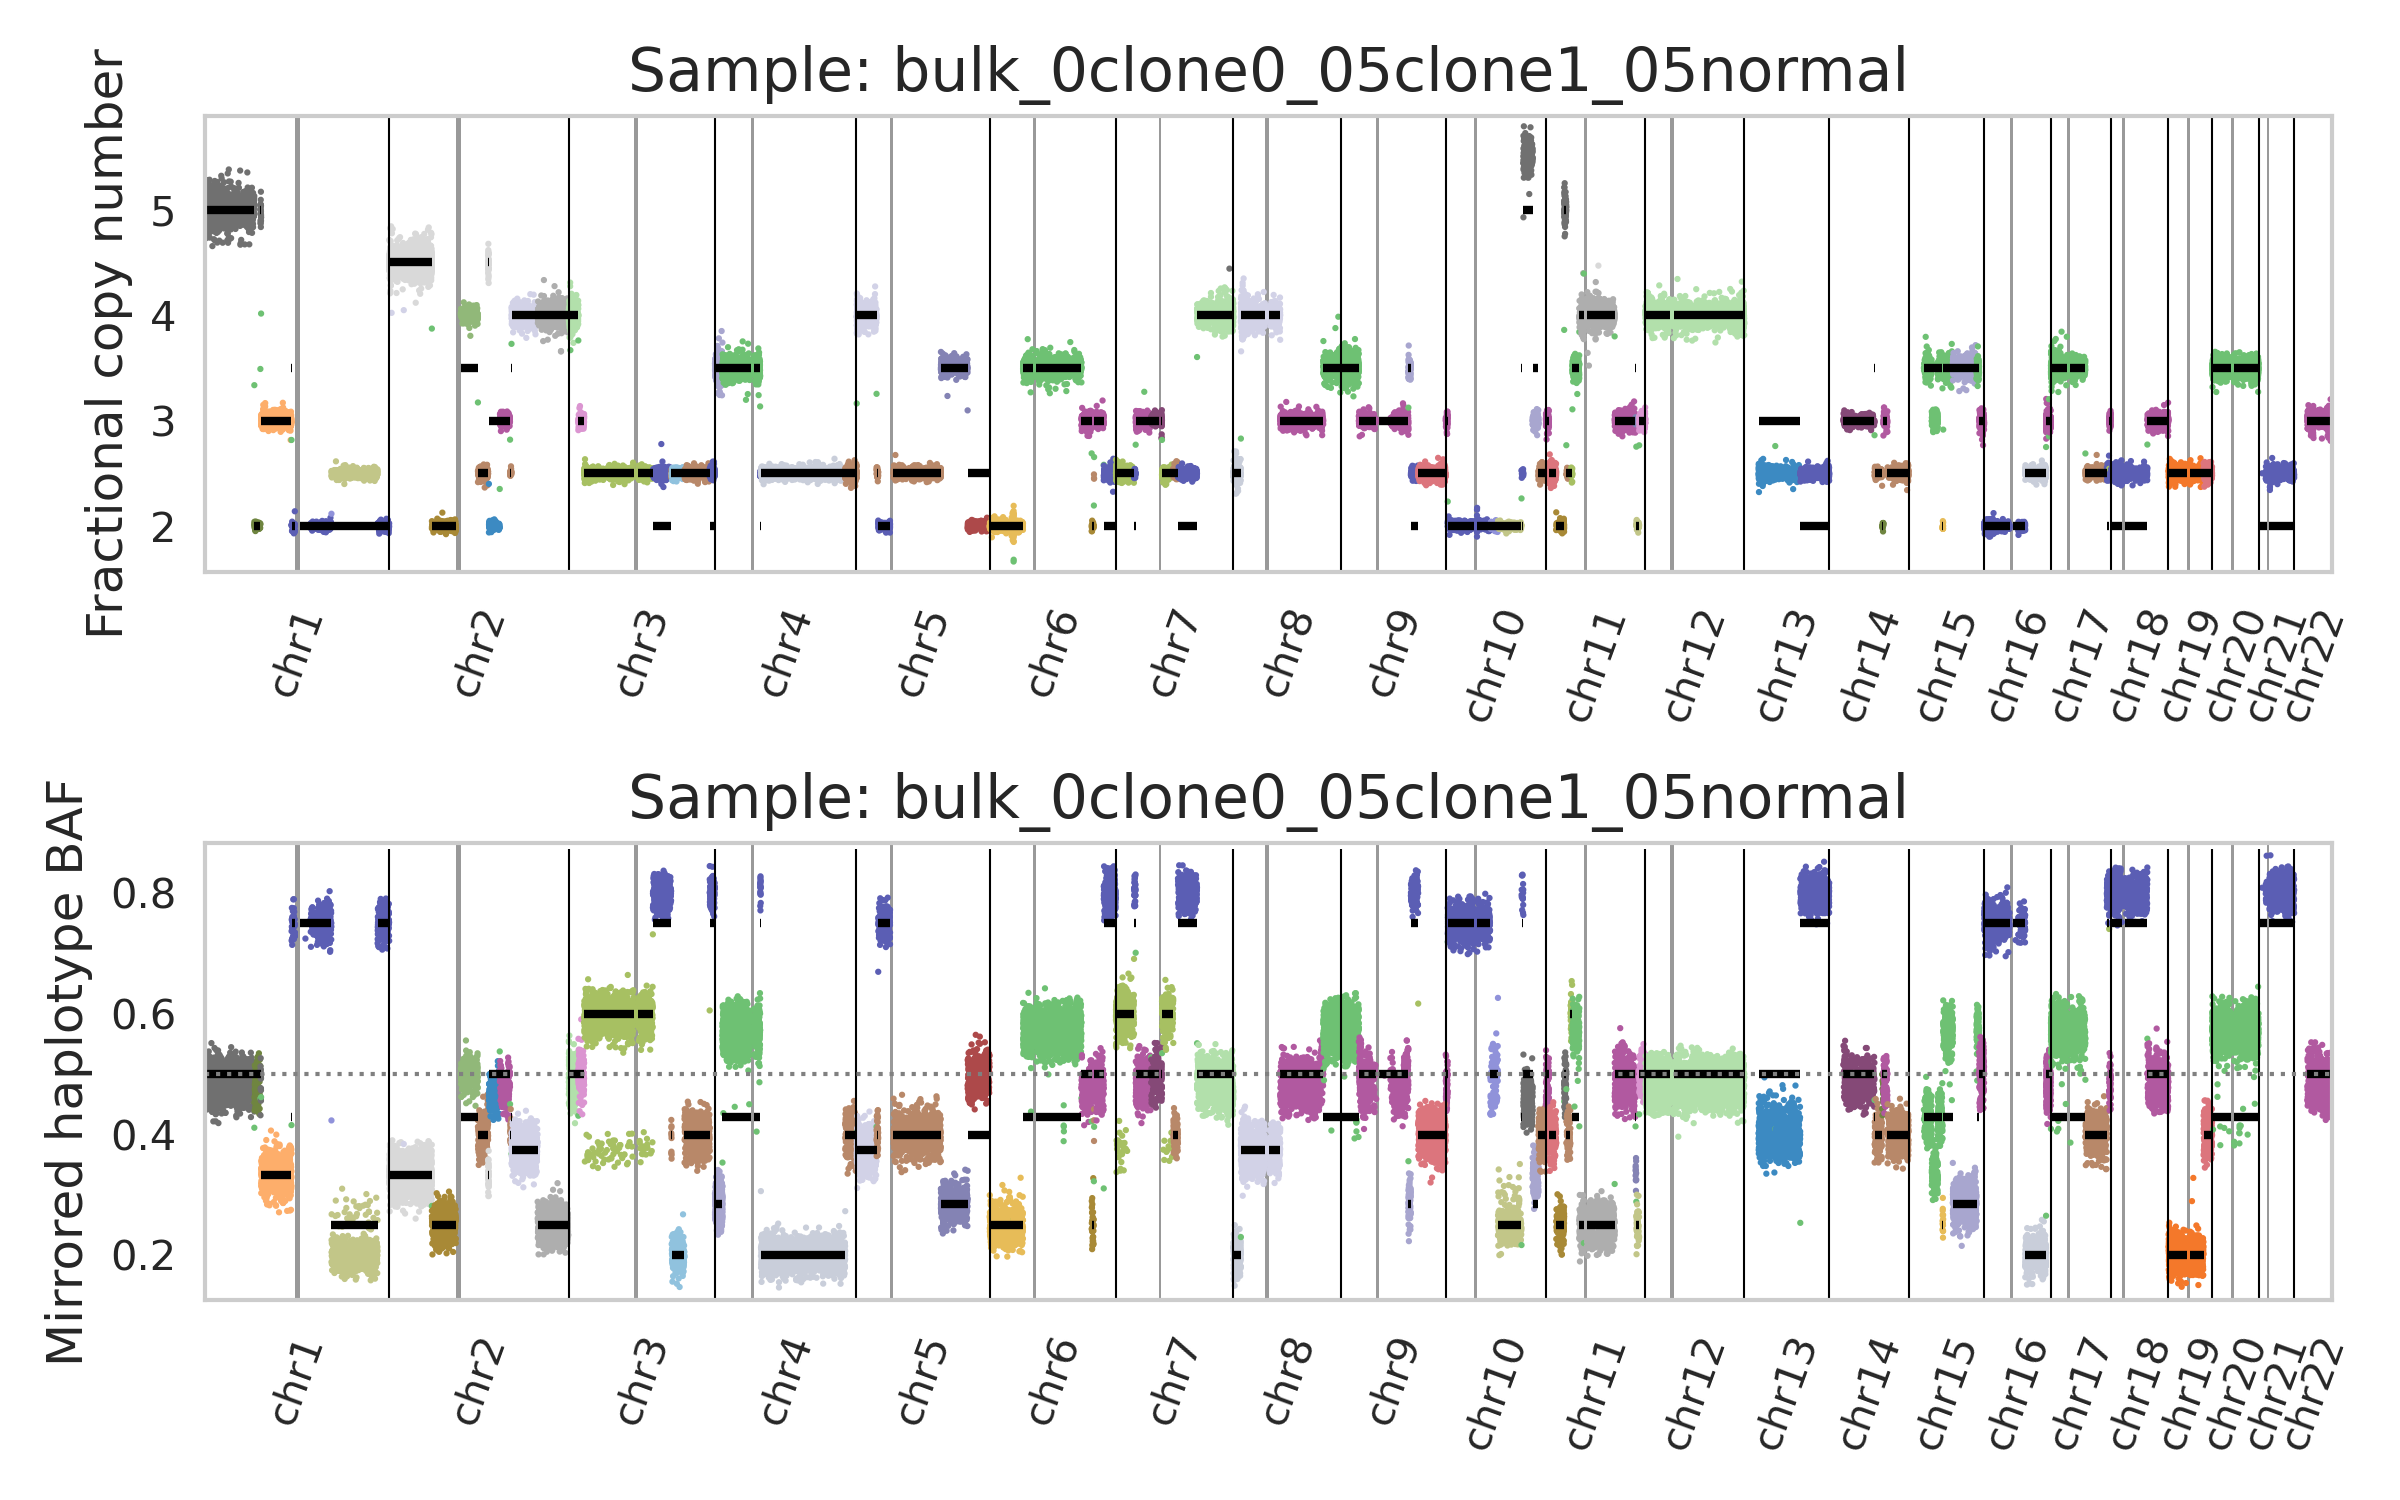 Sample: bulk_0clone0_05clone1_05normal
Fractional copy number
5
4
3
2
chr1
chr2
chr3
chr4
chr5
chr6
chr7
chr8
chr9
chr10
chr11
chr12
chr13
chr14
chr15
chr16
chr17
chr18
chr19
chr20
chr21
chr22
Sample: bulk_0clone0_05clone1_05normal
Mirrored haplotype BAF
0.8
0.6
0.4
0.2
chr1
chr2
chr3
chr4
chr5
chr6
chr7
chr8
chr9
chr10
chr11
chr12
chr13
chr14
chr15
chr16
chr17
chr18
chr19
chr20
chr21
chr22